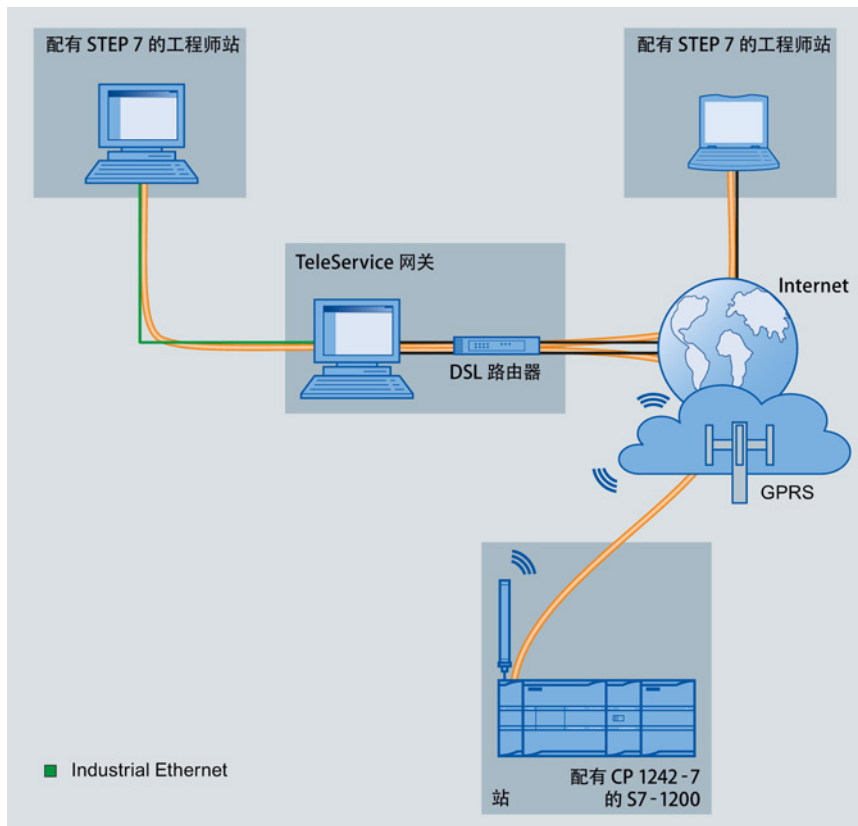 配有 STEP 7 的工程师站
配有 STEP 7 的工程师站
TeleService 网关
Internet
DSL 路由器
GPRS
Industrial Ethernet
站
配有 CP 1242-7
的 S7-1200